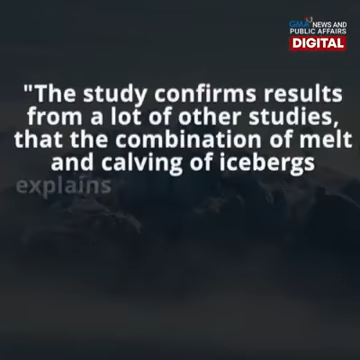 GMA NEWS AND
PUBLIC AFFAIRS
DIGITAL
"The study confirms results
from a lot of other studies,
that the combination of melt
and calving of icebergs
explains